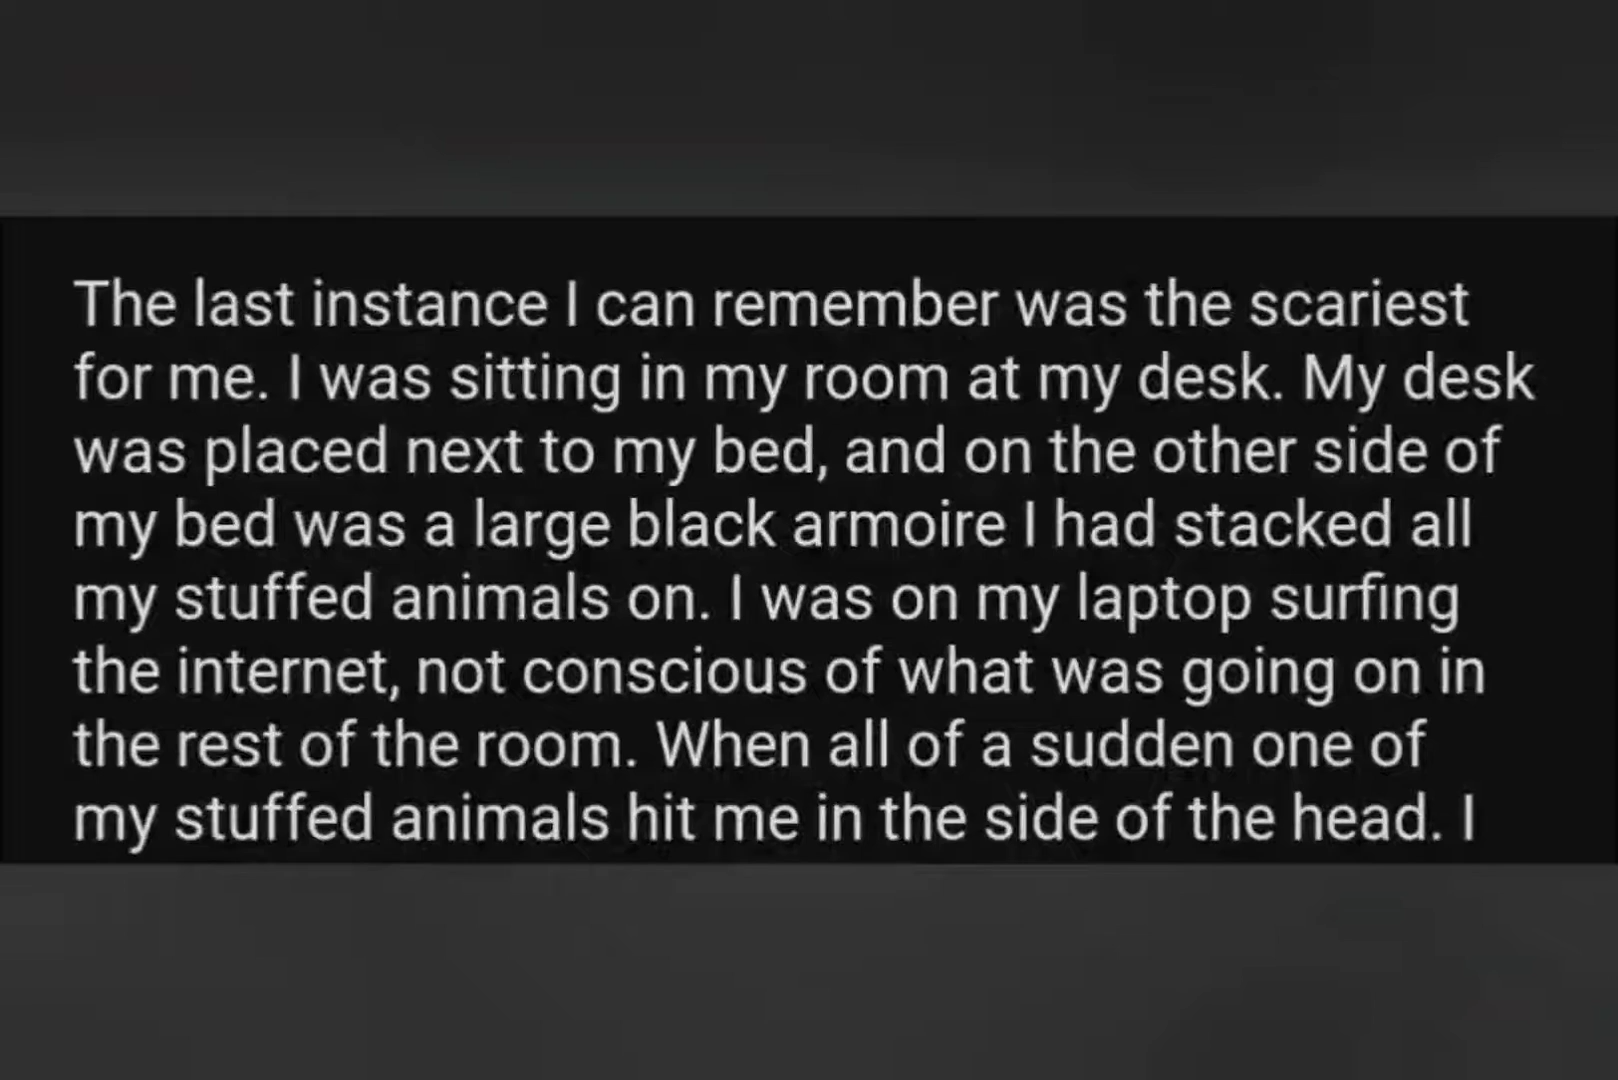 The last instance I can remember was the scariest
for me. I was sitting in my room at my desk. My desk
was placed next to my bed, and on the other side of
my bed was a large black armoire I had stacked all
my stuffed animals on. I was on my laptop surfing
the internet, not conscious of what was going on in
the rest of the room. When all of a sudden one of
my stuffed animals hit me in the side of the head. I